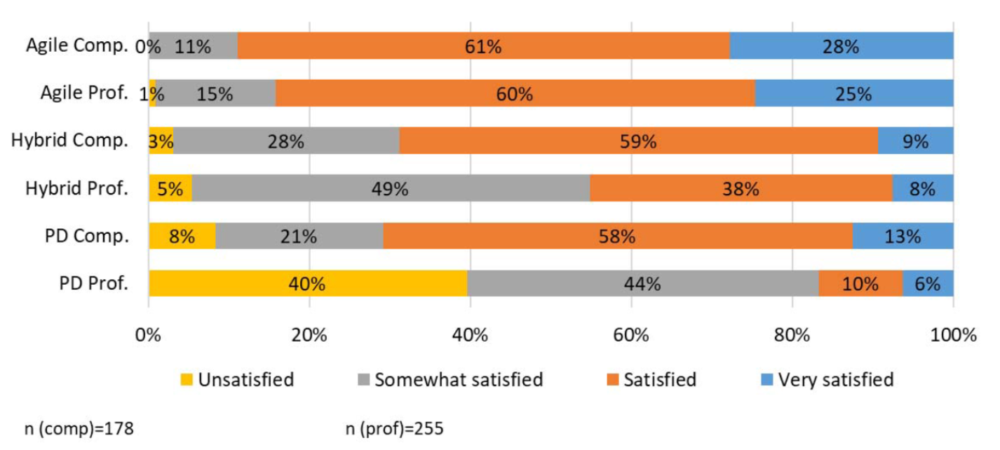 Agile Comp. 0% 11% 61% 28%
Agile Prof. 1% 15% 60% 25%
Hybrid Comp. 3% 28% 59% 9%
Hybrid Prof. 5% 49% 38% 8%
PD Comp. 8% 21% 58% 13%
PD Prof. 40% 44% 10% 6%
0% 20% 40% 60% 80% 100%
Unsatisfied Somewhat satisfied Satisfied Very satisfied
n (comp)=178 n (prof)=255